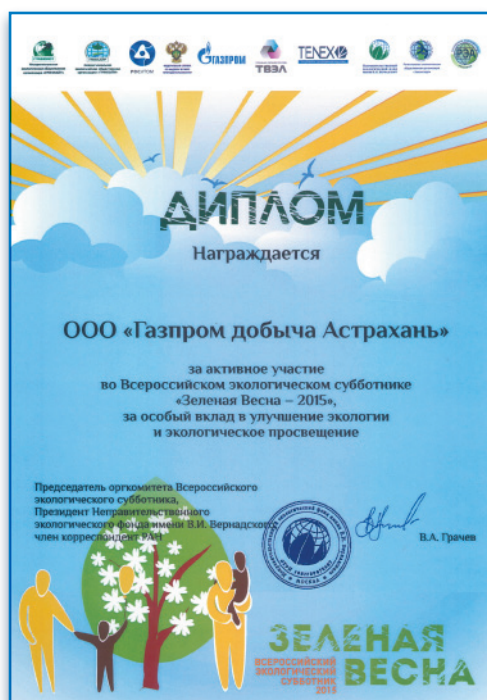 РОСАТОМ
ГАЗПРОМ
ТВЭЛ
TENEX
ДИПЛОМ
Награждается
ООО «Газпром добыча Астрахань»
за активное участие
во Всероссийском экологическом субботнике
«Зеленая Весна – 2015»,
за особый вклад в улучшение экологии
и экологическое просвещение
Председатель оргкомитета Всероссийского
экологического субботника,
Президент Неправительственного
экологического фонда имени В.И. Вернадского,
член корреспондент РАН
В.А. Грачев
МОСКВА
ЗЕЛЕНАЯ
ВЕСНА
ВСЕРОССИЙСКИЙ
ЭКОЛОГИЧЕСКИЙ
СУББОТНИК
2015